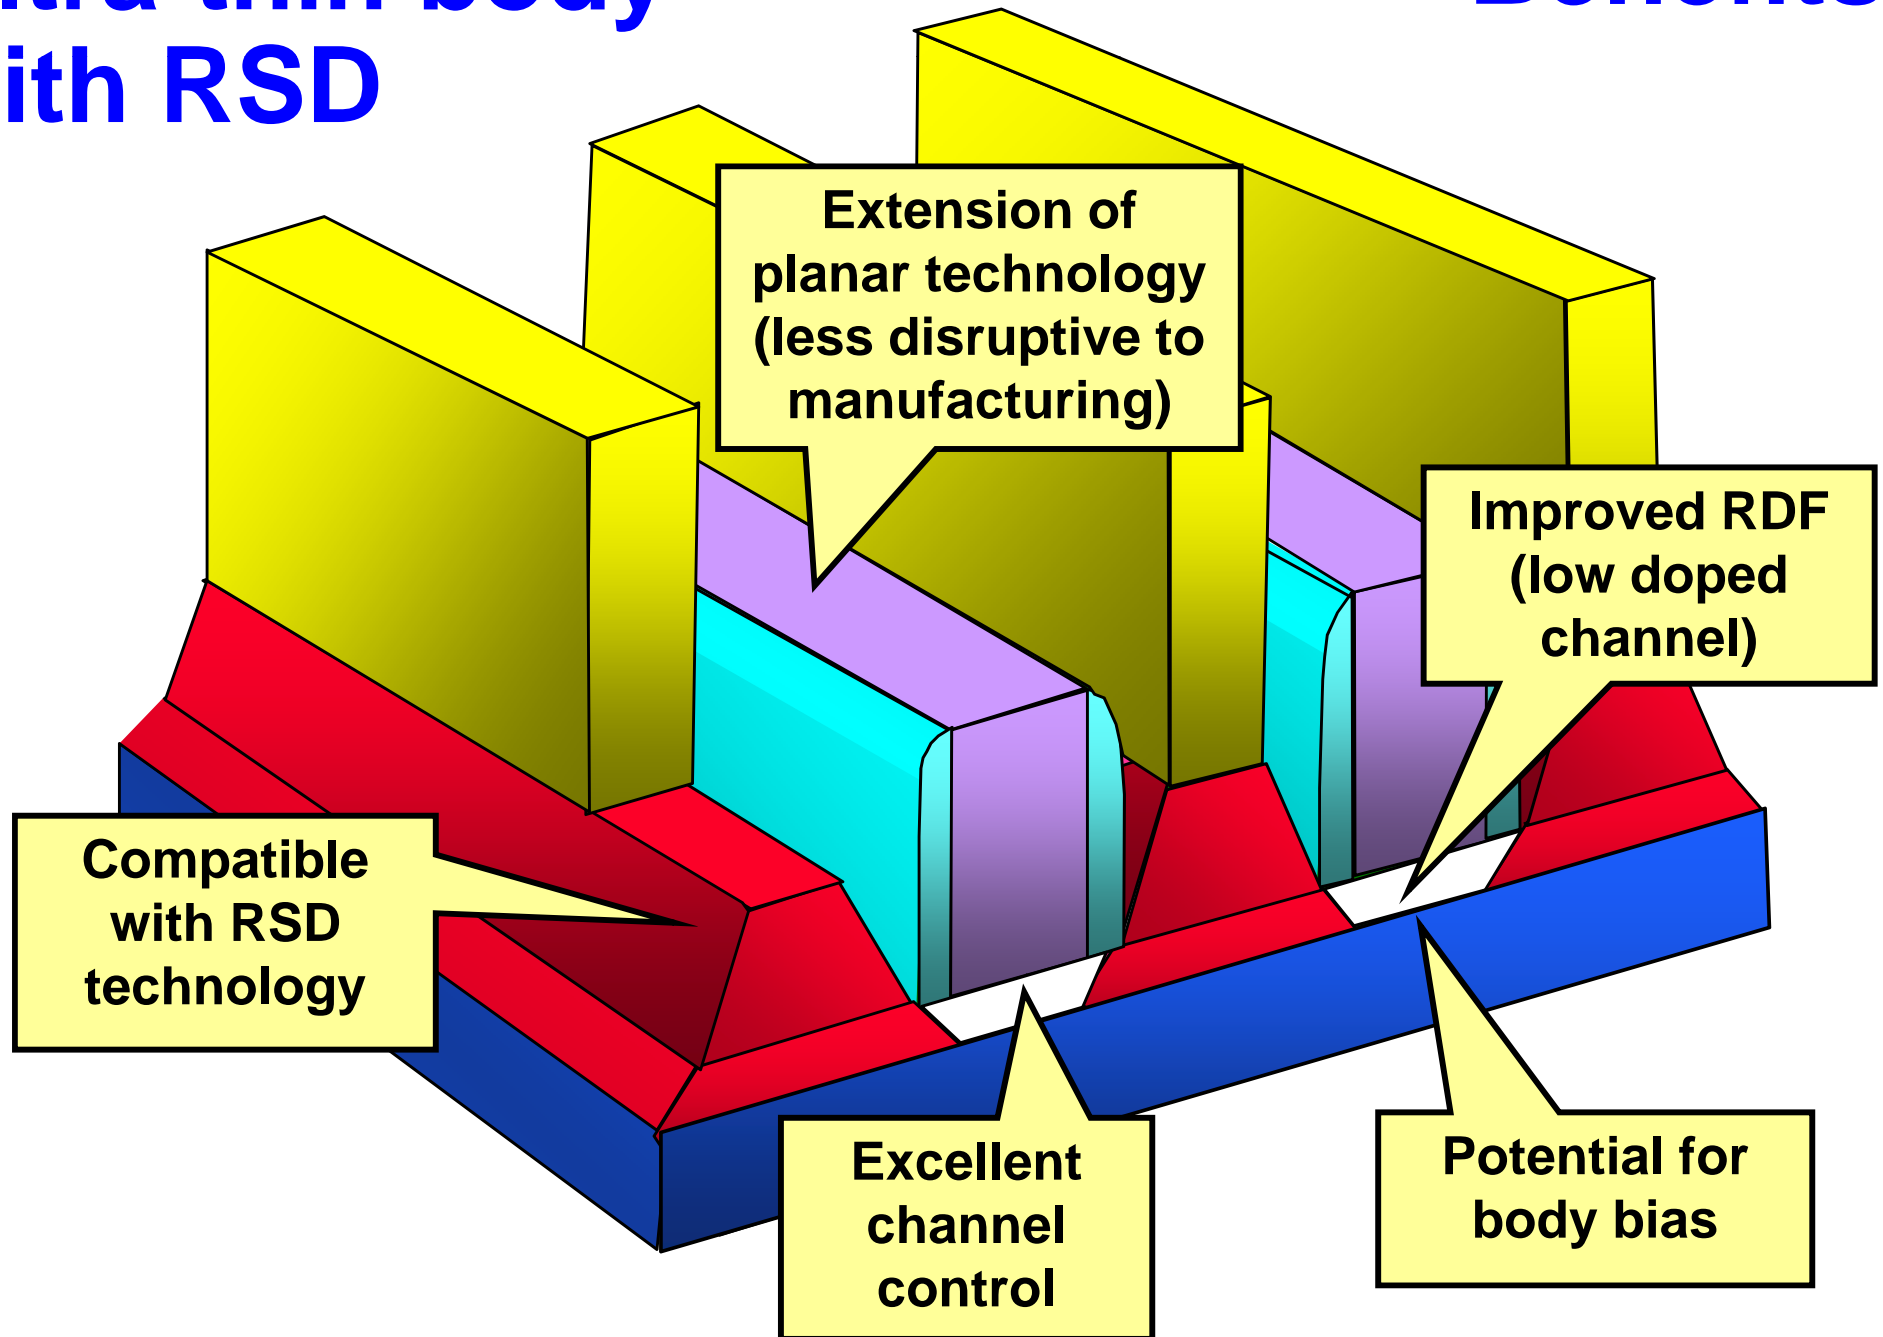 ith RSD
Extension of
planar technology
(less disruptive to
manufacturing)
Improved RDF
(low doped
channel)
Compatible
with RSD
technology
Excellent
channel
control
Potential for
body bias